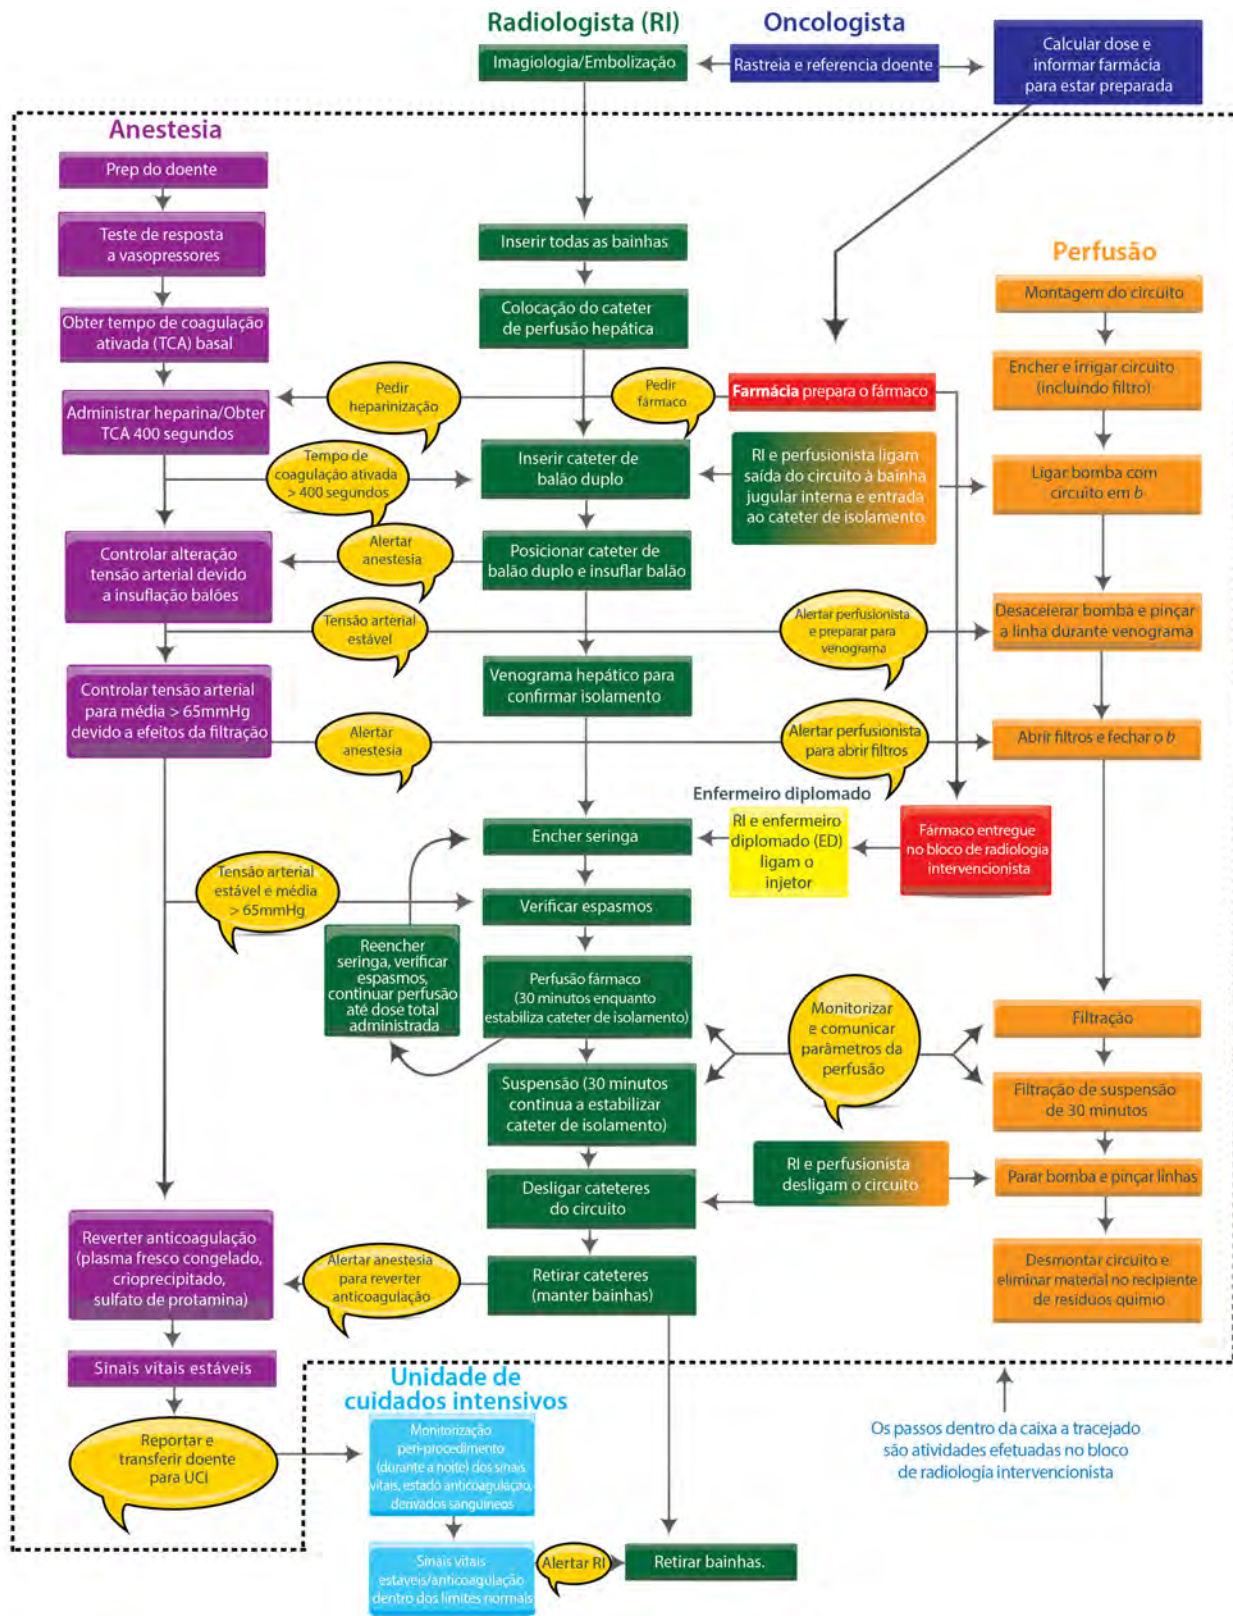 Radiologista (RI)
Oncologista
Imagiologia/Embolização
Rastreia e referencia doente
Calcular dose e
informar farmácia
para estar preparada
Anestesia
Prep do doente
Teste de resposta
a vasopressores
Obter tempo de coagulação
ativada (TCA) basal
Administrar heparina/Obter
TCA 400 segundos
Controlar alteração
tensão arterial devido
a insuflação balões
Controlar tensão arterial
para média > 65mmHg
devido a efeitos da filtração
Reverter anticoagulação
(plasma fresco congelado,
crioprecipitado,
sulfato de protamina)
Sinais vitais estáveis
Reportar e
transferir doente
para UCI
Pedir
heparinização
Tempo de
coagulação ativada
> 400 segundos
Alertar
anestesia
Tensão arterial
estável
Alertar
anestesia
Tensão arterial
estável e média
> 65mmHg
Alertar anestesia
para reverter
anticoagulação
Inserir todas as bainhas
Colocação do cateter
de perfusão hepática
Inserir cateter de
balão duplo
Posicionar cateter de
balão duplo e insuflar balão
Venograma hepático para
confirmar isolamento
Encher seringa
Verificar espasmos
Perfusão fármaco
(30 minutos enquanto
estabiliza cateter de isolamento)
Reencher
seringa, verificar
espasmos,
continuar perfusão
até dose total
administrada
Suspensão (30 minutos
continua a estabilizar
cateter de isolamento)
Desligar cateteres
do circuito
Retirar cateteres
(manter bainhas)
Pedir
fármaco
Farmácia prepara o fármaco
RI e perfusionista ligam
saída do circuito à bainha
jugular interna e entrada
ao cateter de isolamento.
Alertar perfusionista
e preparar para
venograma
Alertar perfusionista
para abrir filtros
Enfermeiro diplomado
RI e enfermeiro
diplomado (ED)
ligam o
injetor
Fármaco entregue
no bloco de radiologia
intervencionista
Monitorizar
e comunicar
parâmetros da
perfusão
RI e perfusionista
desligam o circuito
Perfusão
Montagem do circuito
Encher e irrigar circuito
(incluindo filtro)
Ligar bomba com
circuito em b
Desacelerar bomba e pinçar
a linha durante venograma
Abrir filtros e fechar o b
Filtração
Filtração de suspensão
de 30 minutos
Parar bomba e pinçar linhas
Desmontar circuito e
eliminar material no recipiente
de resíduos químio
Unidade de
cuidados intensivos
Monitorização
peri-procedimento
(durante a noite) dos sinais
vitais, estado anticoagulação,
derivados sanguíneos
Sinais vitais
estáveis/anticoagulação
dentro dos limites normais
Alertar RI
Retirar bainhas.
Os passos dentro da caixa a tracejado
são atividades efetuadas no bloco
de radiologia intervencionista